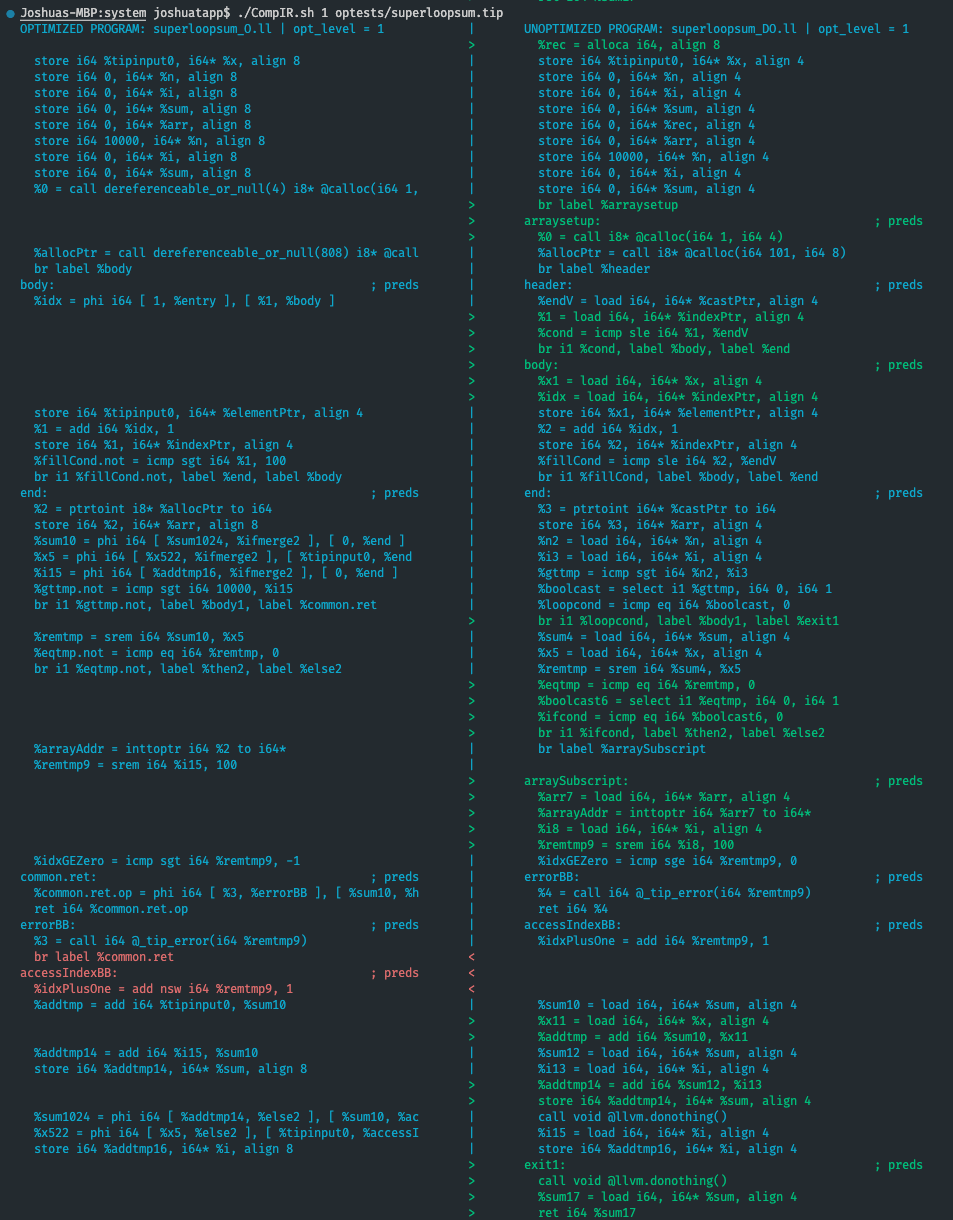 Joshuas-MBP:system joshuatapp$ ./CompIR.sh 1 optests/superloopsum.tip
OPTIMIZED PROGRAM: superloopsum_O.ll | opt_level = 1 | UNOPTIMIZED PROGRAM: superloopsum_DO.ll | opt_level = 1
> %rec = alloca i64, align 8
store i64 %tipinput0, i64* %x, align 8 | store i64 %tipinput0, i64* %x, align 4
store i64 0, i64* %n, align 8 | store i64 0, i64* %n, align 4
store i64 0, i64* %i, align 8 | store i64 0, i64* %i, align 4
store i64 0, i64* %sum, align 8 | store i64 0, i64* %sum, align 4
store i64 0, i64* %arr, align 8 | store i64 0, i64* %rec, align 4
store i64 10000, i64* %n, align 8 | store i64 0, i64* %arr, align 4
store i64 0, i64* %i, align 8 | store i64 10000, i64* %n, align 4
store i64 0, i64* %sum, align 8 | store i64 0, i64* %i, align 4
%0 = call dereferenceable_or_null(4) i8* @calloc(i64 1, | store i64 0, i64* %sum, align 4
> br label %arraysetup
> arraysetup: ; preds
> %0 = call i8* @calloc(i64 1, i64 4)
%allocPtr = call dereferenceable_or_null(808) i8* @call | %allocPtr = call i8* @calloc(i64 101, i64 8)
br label %body | br label %header
body: ; preds | header: ; preds
%idx = phi i64 [ 1, %entry ], [ %1, %body ] | %endV = load i64, i64* %castPtr, align 4
> %1 = load i64, i64* %indexPtr, align 4
> %cond = icmp sle i64 %1, %endV
> br i1 %cond, label %body, label %end
> body: ; preds
> %x1 = load i64, i64* %x, align 4
> %idx = load i64, i64* %indexPtr, align 4
store i64 %tipinput0, i64* %elementPtr, align 4 | store i64 %x1, i64* %elementPtr, align 4
%1 = add i64 %idx, 1 | %2 = add i64 %idx, 1
store i64 %1, i64* %indexPtr, align 4 | store i64 %2, i64* %indexPtr, align 4
%fillCond.not = icmp sgt i64 %1, 100 | %fillCond = icmp sle i64 %2, %endV
br i1 %fillCond.not, label %end, label %body | br i1 %fillCond, label %body, label %end
end: ; preds | end: ; preds
%2 = ptrtoint i8* %allocPtr to i64 | %3 = ptrtoint i64* %castPtr to i64
store i64 %2, i64* %arr, align 8 | store i64 %3, i64* %arr, align 4
%sum10 = phi i64 [ %sum1024, %ifmerge2 ], [ 0, %end ] | %n2 = load i64, i64* %n, align 4
%x5 = phi i64 [ %x522, %ifmerge2 ], [ %tipinput0, %end | %i3 = load i64, i64* %i, align 4
%i15 = phi i64 [ %addtmp16, %ifmerge2 ], [ 0, %end ] | %gttmp = icmp sgt i64 %n2, %i3
%gttmp.not = icmp sgt i64 10000, %i15 | %boolcast = select i1 %gttmp, i64 0, i64 1
br i1 %gttmp.not, label %body1, label %common.ret | %loopcond = icmp eq i64 %boolcast, 0
> br i1 %loopcond, label %body1, label %exit1
%remtmp = srem i64 %sum10, %x5 | %sum4 = load i64, i64* %sum, align 4
%eqtmp.not = icmp eq i64 %remtmp, 0 | %x5 = load i64, i64* %x, align 4
br i1 %eqtmp.not, label %then2, label %else2 | %remtmp = srem i64 %sum4, %x5
> %eqtmp = icmp eq i64 %remtmp, 0
> %boolcast6 = select i1 %eqtmp, i64 0, i64 1
> %ifcond = icmp eq i64 %boolcast6, 0
> br i1 %ifcond, label %then2, label %else2
%arrayAddr = inttoptr i64 %2 to i64* | br label %arraySubscript
%remtmp9 = srem i64 %i15, 100 |
> arraySubscript: ; preds
> %arr7 = load i64, i64* %arr, align 4
> %arrayAddr = inttoptr i64 %arr7 to i64*
> %i8 = load i64, i64* %i, align 4
> %remtmp9 = srem i64 %i8, 100
%idxGEZero = icmp sgt i64 %remtmp9, -1 | %idxGEZero = icmp sge i64 %remtmp9, 0
common.ret: ; preds | errorBB: ; preds
%common.ret.op = phi i64 [ %3, %errorBB ], [ %sum10, %h | %4 = call i64 @_tip_error(i64 %remtmp9)
ret i64 %common.ret.op | ret i64 %4
errorBB: ; preds | accessIndexBB: ; preds
%3 = call i64 @_tip_error(i64 %remtmp9) | %idxPlusOne = add i64 %remtmp9, 1
br label %common.ret <
accessIndexBB: ; preds <
%idxPlusOne = add nsw i64 %remtmp9, 1 <
%addtmp = add i64 %tipinput0, %sum10 | %sum10 = load i64, i64* %sum, align 4
> %x11 = load i64, i64* %x, align 4
> %addtmp = add i64 %sum10, %x11
%addtmp14 = add i64 %i15, %sum10 | %sum12 = load i64, i64* %sum, align 4
store i64 %addtmp14, i64* %sum, align 8 | %i13 = load i64, i64* %i, align 4
> %addtmp14 = add i64 %sum12, %i13
> store i64 %addtmp14, i64* %sum, align 4
%sum1024 = phi i64 [ %addtmp14, %else2 ], [ %sum10, %ac | call void @llvm.donothing()
%x522 = phi i64 [ %x5, %else2 ], [ %tipinput0, %accessI | %i15 = load i64, i64* %i, align 4
store i64 %addtmp16, i64* %i, align 8 | store i64 %addtmp16, i64* %i, align 4
> exit1: ; preds
> call void @llvm.donothing()
> %sum17 = load i64, i64* %sum, align 4
> ret i64 %sum17